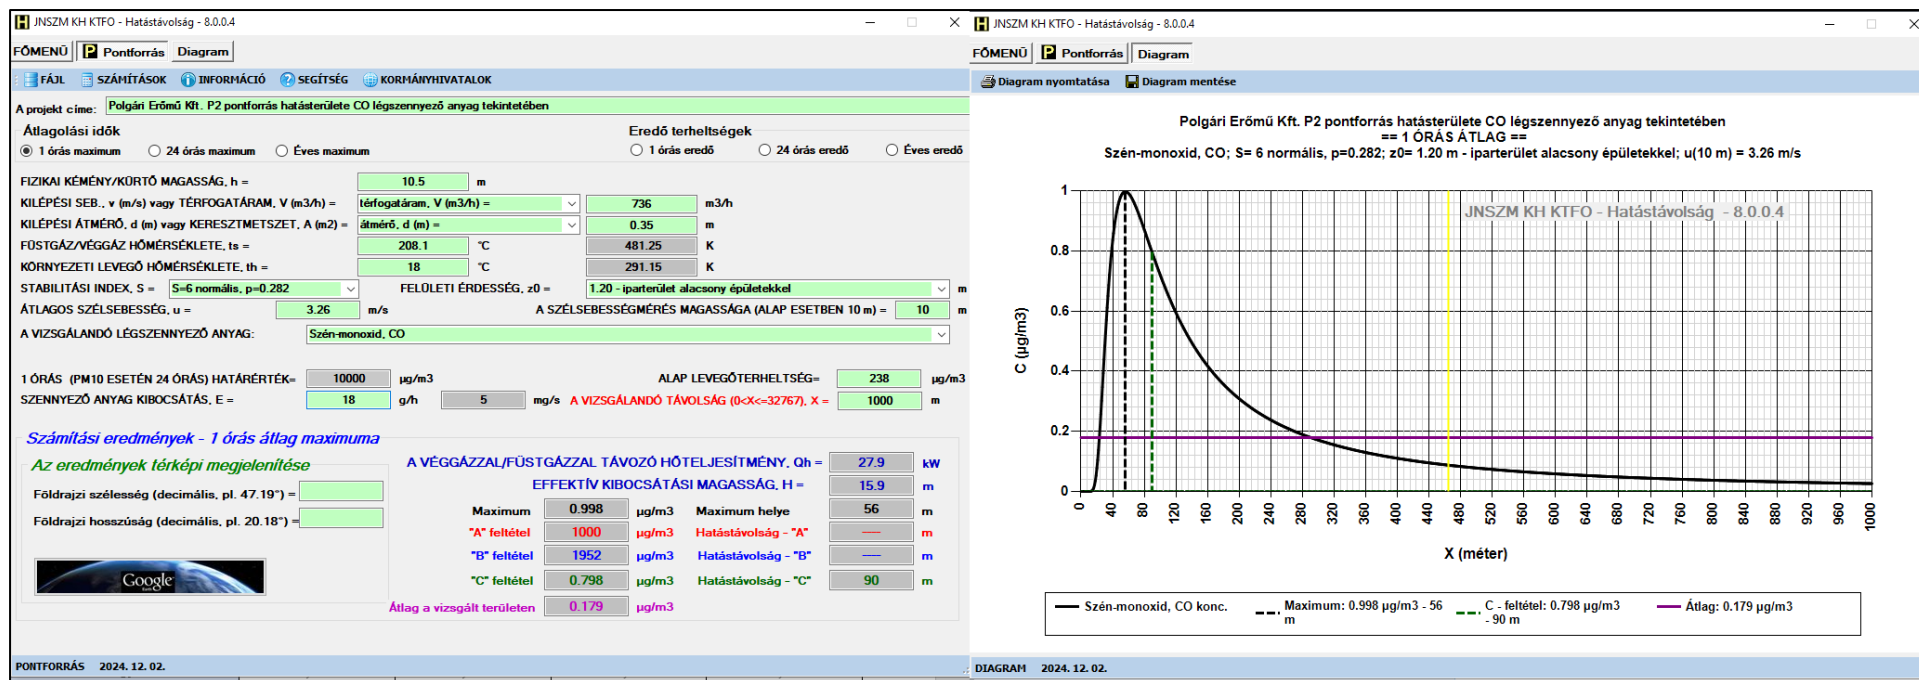 JNSZM KH KTFO - Hatástávolság - 8.0.0.4
FŐMENÜ P Pontforrás Diagram
FÁJL SZÁMÍTÁSOK INFORMÁCIÓ SEGÍTSÉG KORMÁNYHIVATALOK
A projekt címe: Polgári Erőmű Kft. P2 pontforrás hatásterülete CO légszennyező anyag tekintetében
Átlagolási idők Eredő terheltségek
1 órás maximum 24 órás maximum Éves maximum 1 órás eredő 24 órás eredő Éves eredő
FIZIKAI KÉMÉNY/KÜRTŐ MAGASSÁG, h = 10.5 m
KILÉPÉSI SEB., v (m/s) vagy TÉRFOGATÁRAM, V (m3/h) = térfogatáram, V (m3/h) = 736 m3/h
KILÉPÉSI ÁTMÉRŐ, d (m) vagy KERESZTMETSZET, A (m2) = átmérő, d (m) = 0.35 m
FÜSTGÁZ/VÉGGÁZ HŐMÉRSÉKLETE, ts = 208.1 °C 481.25 K
KÖRNYEZETI LEVEGŐ HŐMÉRSÉKLETE, th = 18 °C 291.15 K
STABILITÁSI INDEX, S = S=6 normális, p=0.282 FELÜLETI ÉRDESSÉG, z0 = 1.20 - iparterület alacsony épületekkel m
ÁTLAGOS SZÉLSEBESSÉG, u = 3.26 m/s A SZÉLSEBESSÉGMÉRÉS MAGASSÁGA (ALAP ESETBEN 10 m) = 10 m
A VIZSGÁLANDÓ LÉGSZENNYEZŐ ANYAG: Szén-monoxid, CO
1 ÓRÁS (PM10 ESETÉN 24 ÓRÁS) HATÁRÉRTÉK= 10000 µg/m3 ALAP LEVEGŐTERHELTSÉG= 238 µg/m3
SZENNYEZŐ ANYAG KIBOCSÁTÁS, E = 18 g/h 5 mg/s A VIZSGÁLANDÓ TÁVOLSÁG (0<X<=32767), X = 1000 m
Számítási eredmények - 1 órás átlag maximuma
Az eredmények térképi megjelenítése
Földrajzi szélesség (decimális, pl. 47.19°) =
Földrajzi hosszúság (decimális, pl. 20.18°) =
Google
A VÉGGÁZZAL/FÜSTGÁZZAL TÁVOZÓ HŐTELJESÍTMÉNY, Qh = 27.9 kW
EFFEKTÍV KIBOCSÁTÁSI MAGASSÁG, H = 15.9 m
Maximum 0.998 µg/m3 Maximum helye 56 m
"A" feltétel 1000 µg/m3 Hatástávolság - "A" ---- m
"B" feltétel 1952 µg/m3 Hatástávolság - "B" ---- m
"C" feltétel 0.798 µg/m3 Hatástávolság - "C" 90 m
Átlag a vizsgált területen 0.179 µg/m3
PONTFORRÁS 2024. 12. 02.
JNSZM KH KTFO - Hatástávolság - 8.0.0.4
FŐMENÜ P Pontforrás Diagram
Diagram nyomtatása Diagram mentése
Polgári Erőmű Kft. P2 pontforrás hatásterülete CO légszennyező anyag tekintetében
== 1 ÓRÁS ÁTLAG ==
Szén-monoxid, CO; S= 6 normális, p=0.282; z0= 1.20 m - iparterület alacsony épületekkel; u(10 m) = 3.26 m/s
JNSZM KH KTFO - Hatástávolság - 8.0.0.4
C (µg/m3)
1
0.8
0.6
0.4
0.2
0
0 40 80 120 160 200 240 280 320 360 400 440 480 520 560 600 640 680 720 760 800 840 880 920 960 1000
X (méter)
Szén-monoxid, CO konc. Maximum: 0.998 µg/m3 - 56 m C - feltétel: 0.798 µg/m3 - 90 m Átlag: 0.179 µg/m3
DIAGRAM 2024. 12. 02.